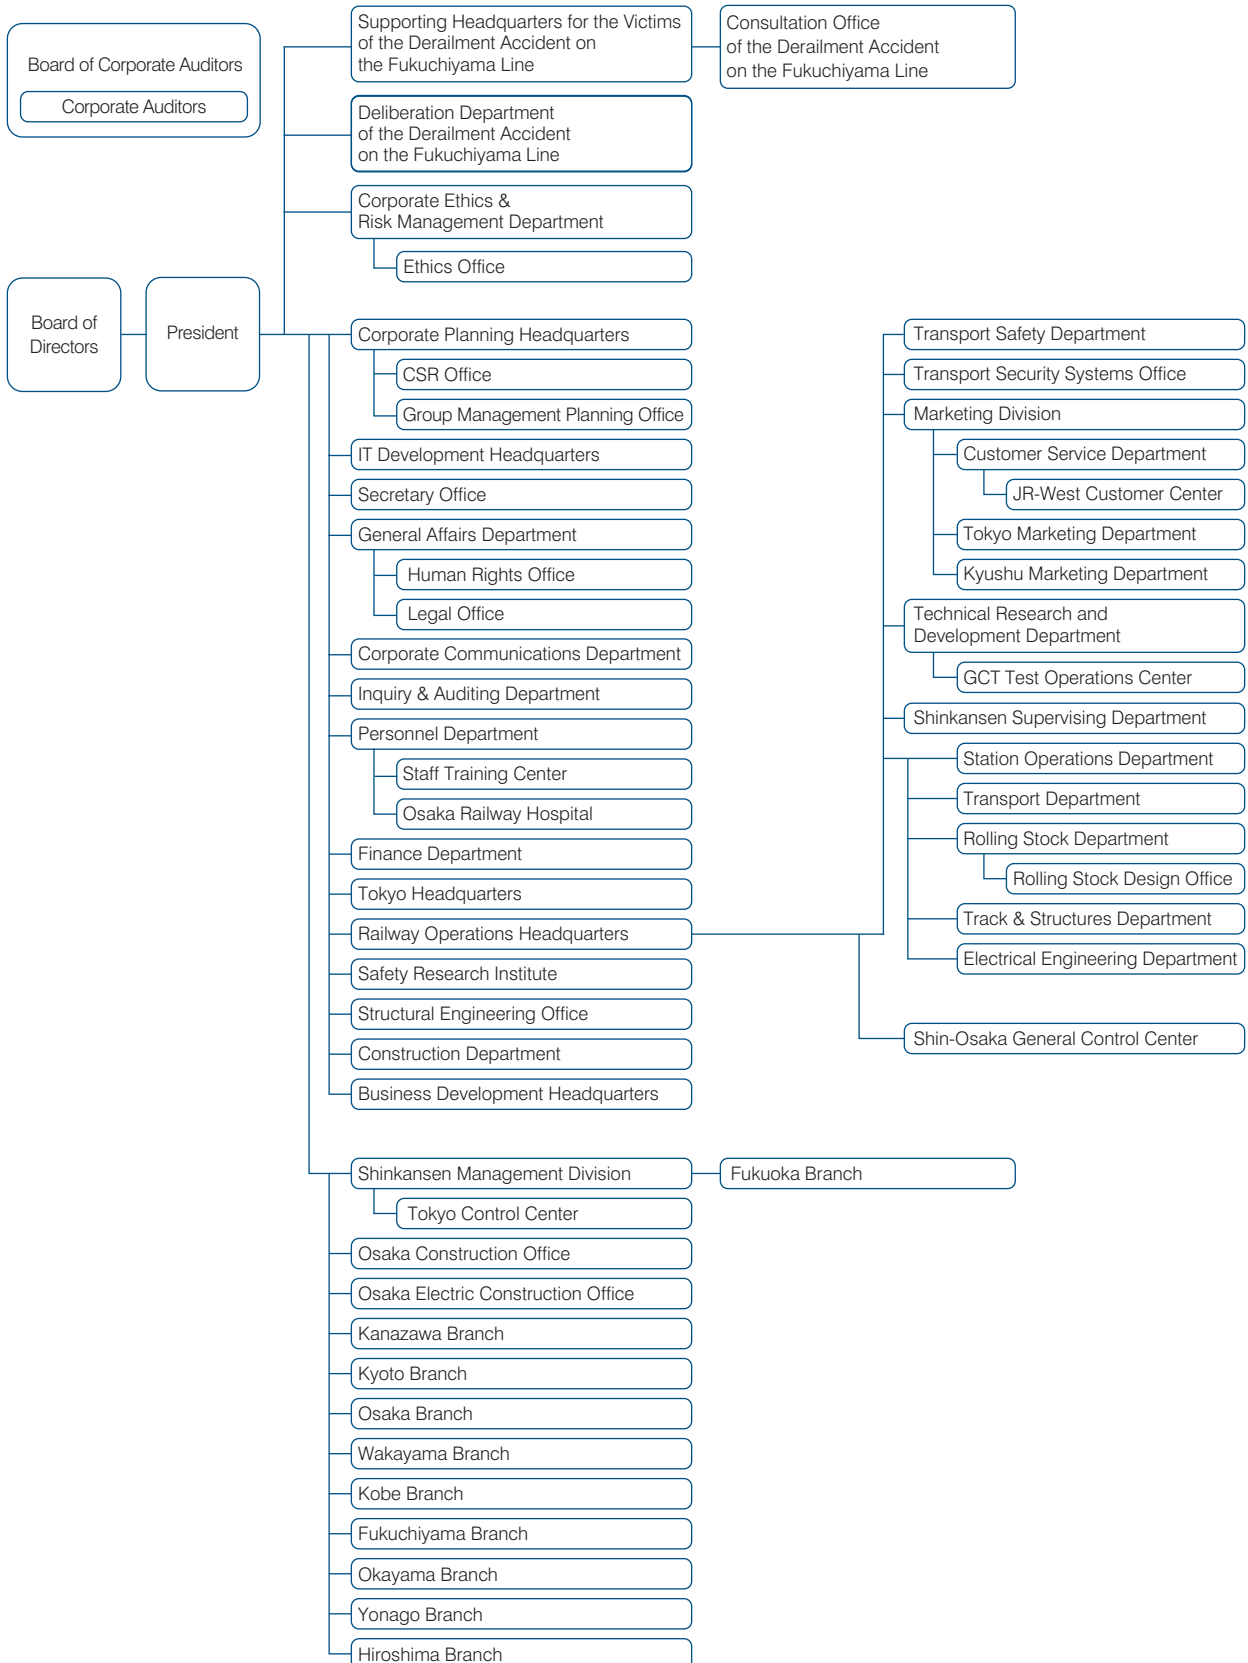 Board of Corporate Auditors
Corporate Auditors
Board of
Directors
President
Supporting Headquarters for the Victims
of the Derailment Accident on
the Fukuchiyama Line
Consultation Office
of the Derailment Accident
on the Fukuchiyama Line
Deliberation Department
of the Derailment Accident
on the Fukuchiyama Line
Corporate Ethics &
Risk Management Department
Ethics Office
Corporate Planning Headquarters
CSR Office
Group Management Planning Office
IT Development Headquarters
Secretary Office
General Affairs Department
Human Rights Office
Legal Office
Corporate Communications Department
Inquiry & Auditing Department
Personnel Department
Staff Training Center
Osaka Railway Hospital
Finance Department
Tokyo Headquarters
Railway Operations Headquarters
Safety Research Institute
Structural Engineering Office
Construction Department
Business Development Headquarters
Transport Safety Department
Transport Security Systems Office
Marketing Division
Customer Service Department
JR-West Customer Center
Tokyo Marketing Department
Kyushu Marketing Department
Technical Research and
Development Department
GCT Test Operations Center
Shinkansen Supervising Department
Station Operations Department
Transport Department
Rolling Stock Department
Rolling Stock Design Office
Track & Structures Department
Electrical Engineering Department
Shin-Osaka General Control Center
Shinkansen Management Division
Fukuoka Branch
Tokyo Control Center
Osaka Construction Office
Osaka Electric Construction Office
Kanazawa Branch
Kyoto Branch
Osaka Branch
Wakayama Branch
Kobe Branch
Fukuchiyama Branch
Okayama Branch
Yonago Branch
Hiroshima Branch